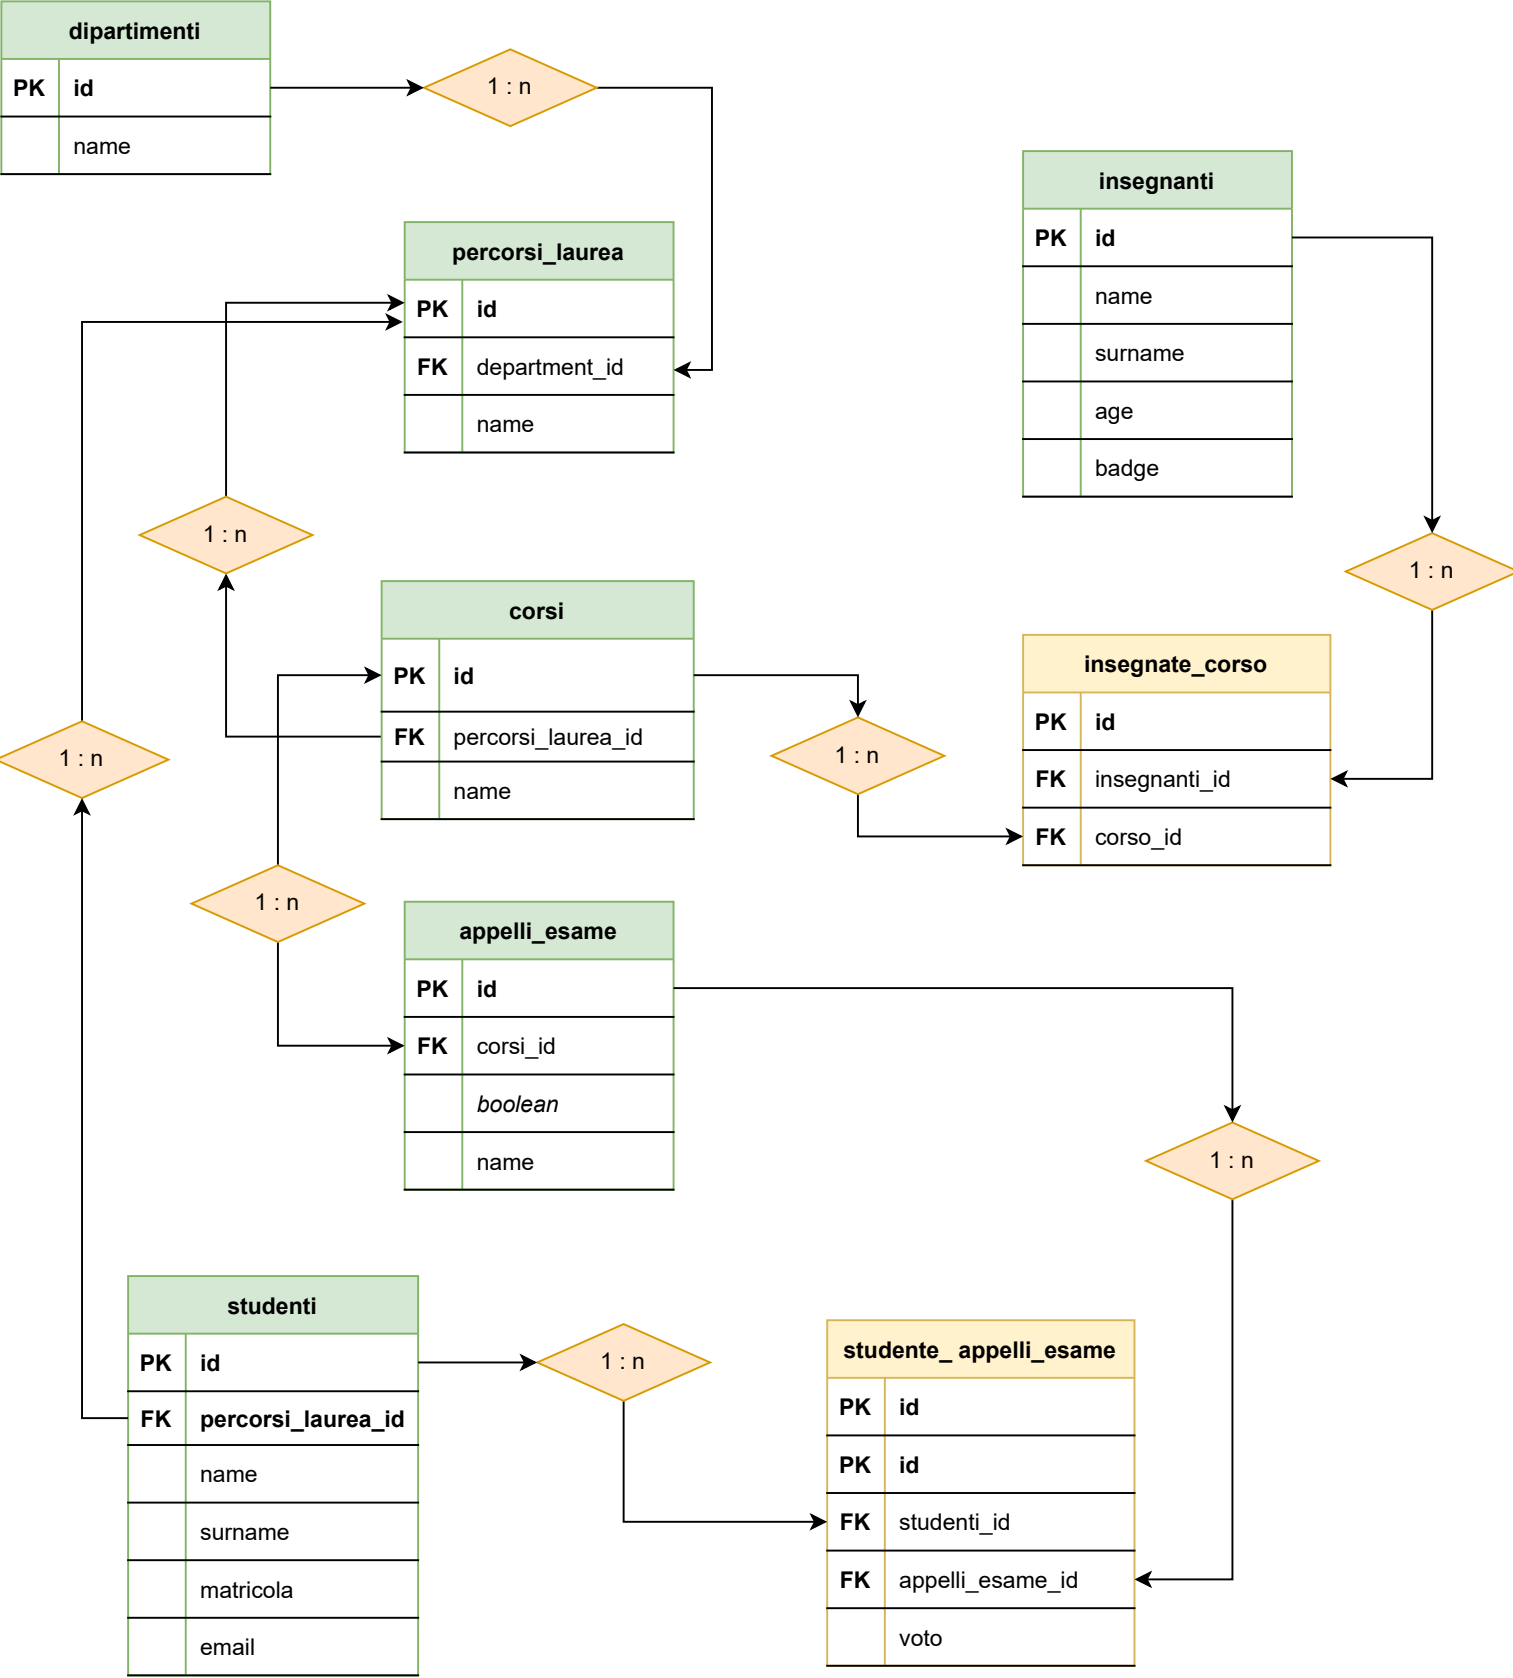 dipartimenti
PK id
name
1 : n
percorsi_laurea
PK id
FK department_id
name
insegnanti
PK id
name
surname
age
badge
1 : n
1 : n
corsi
PK id
FK percorsi_laurea_id
name
1 : n
1 : n
insegnate_corso
PK id
FK insegnanti_id
FK corso_id
1 : n
1 : n
appelli_esame
PK id
FK corsi_id
boolean
name
1 : n
studenti
PK id
FK percorsi_laurea_id
name
surname
matricola
email
1 : n
studente_ appelli_esame
PK id
PK id
FK studenti_id
FK appelli_esame_id
voto